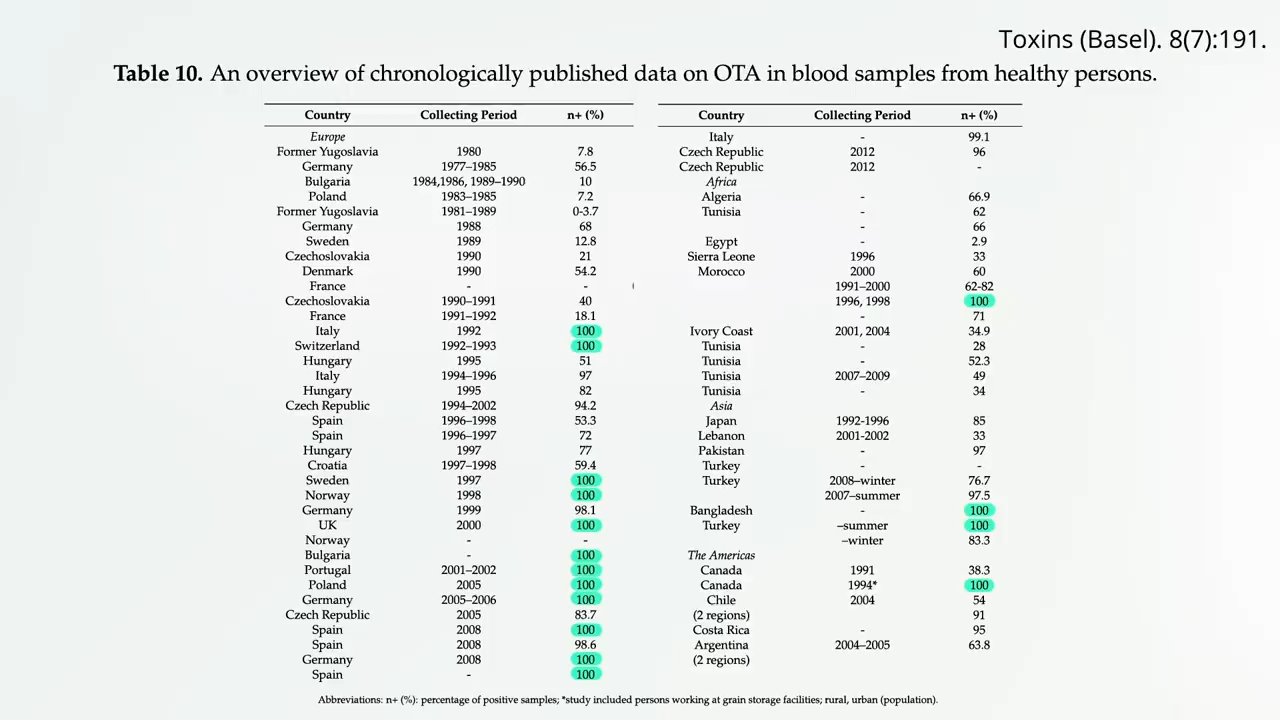 Toxins (Basel). 8(7):191.
Table 10. An overview of chronologically published data on OTA in blood samples from healthy persons.
Country Collecting Period n+ (%)
Europe
Former Yugoslavia 1980 7.8
Germany 1977–1985 56.5
Bulgaria 1984,1986, 1989–1990 10
Poland 1983–1985 7.2
Former Yugoslavia 1981–1989 0-3.7
Germany 1988 68
Sweden 1989 12.8
Czechoslovakia 1990 21
Denmark 1990 54.2
France - -
Czechoslovakia 1990–1991 40
France 1991–1992 18.1
Italy 1992 100
Switzerland 1992–1993 100
Hungary 1995 51
Italy 1994–1996 97
Hungary 1995 82
Czech Republic 1994–2002 94.2
Spain 1996–1998 53.3
Spain 1996–1997 72
Hungary 1997 77
Croatia 1997–1998 59.4
Sweden 1997 100
Norway 1998 100
Germany 1999 98.1
UK 2000 100
Norway - -
Bulgaria - 100
Portugal 2001–2002 100
Poland 2005 100
Germany 2005–2006 100
Czech Republic 2005 83.7
Spain 2008 100
Spain 2008 98.6
Germany 2008 100
Spain - 100
Country Collecting Period n+ (%)
Italy - 99.1
Czech Republic 2012 96
Czech Republic 2012 -
Africa
Algeria - 66.9
Tunisia - 62
- 66
Egypt - 2.9
Sierra Leone 1996 33
Morocco 2000 60
1991–2000 62-82
1996, 1998 100
- 71
Ivory Coast 2001, 2004 34.9
Tunisia - 28
Tunisia - 52.3
Tunisia 2007–2009 49
Tunisia - 34
Asia
Japan 1992-1996 85
Lebanon 2001-2002 33
Pakistan - 97
Turkey - -
Turkey 2008–winter 76.7
2007–summer 97.5
Bangladesh - 100
Turkey –summer 100
–winter 83.3
The Americas
Canada 1991 38.3
Canada 1994* 100
Chile 2004 54
(2 regions) 91
Costa Rica - 95
Argentina 2004–2005 63.8
(2 regions)
Abbreviations: n+ (%): percentage of positive samples; *study included persons working at grain storage facilities; rural, urban (population).